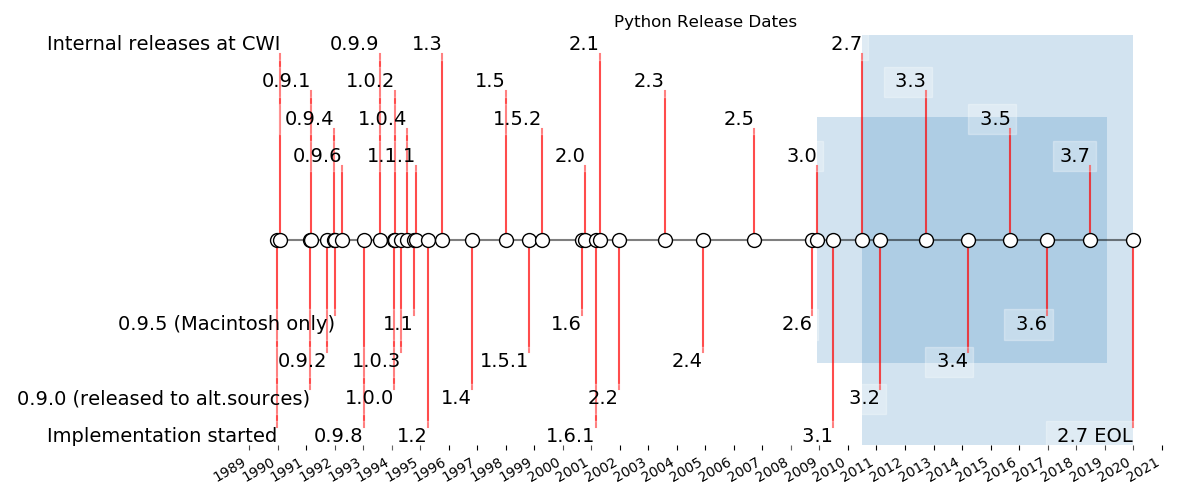 Python Release Dates
Internal releases at CWI 0.9.9 1.3 2.1 2.7
0.9.1 1.0.2 1.5 2.3 3.3
0.9.4 1.0.4 1.5.2 2.5 3.5
0.9.6 1.1.1 2.0 3.0 3.7
0.9.5 (Macintosh only) 1.1 1.6 2.6 3.6
0.9.2 1.0.3 1.5.1 2.4 3.4
0.9.0 (released to alt.sources) 1.0.0 1.4 2.2 3.2
Implementation started 0.9.8 1.2 1.6.1 3.1 2.7 EOL
1989 1990 1991 1992 1993 1994 1995 1996 1997 1998 1999 2000 2001 2002 2003 2004 2005 2006 2007 2008 2009 2010 2011 2012 2013 2014 2015 2016 2017 2018 2019 2020 2021